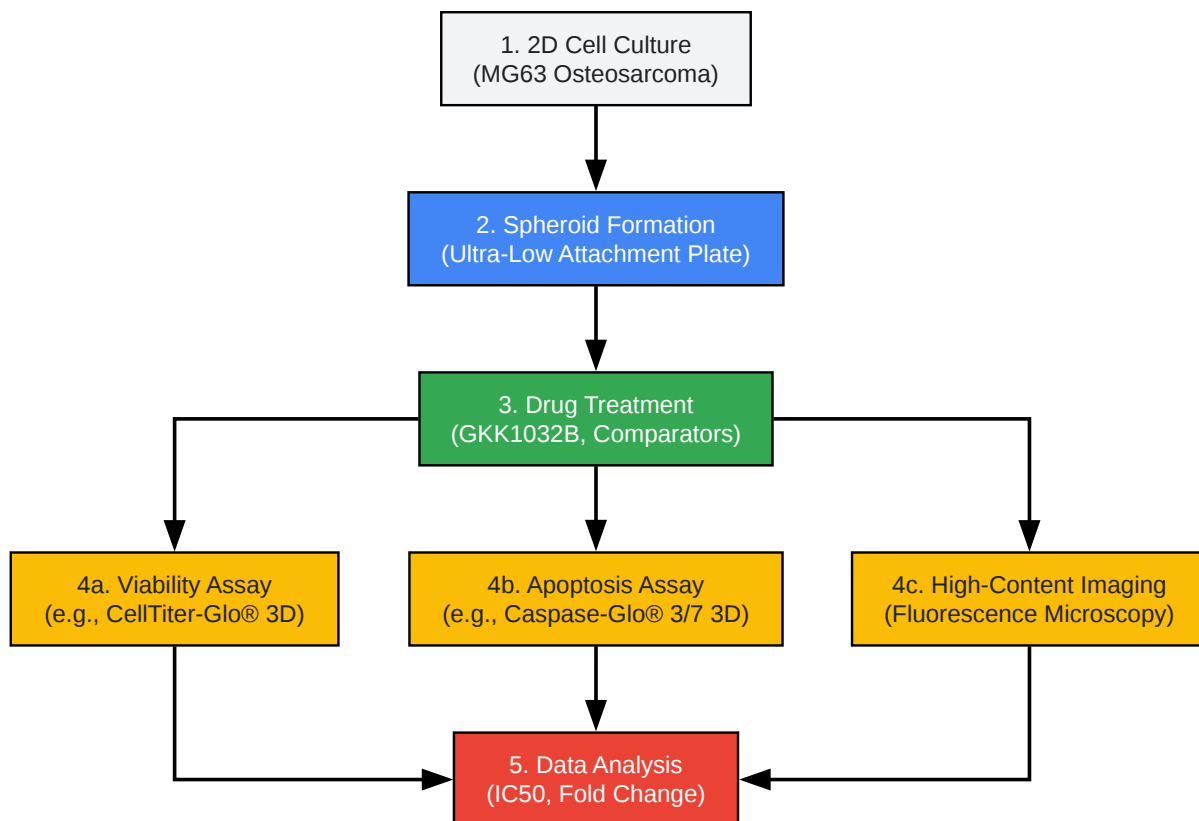 1. 2D Cell Culture
(MG63 Osteosarcoma)
2. Spheroid Formation
(Ultra-Low Attachment Plate)
3. Drug Treatment
(GKK1032B, Comparators)
4a. Viability Assay
(e.g., CellTiter-Glo® 3D)
4b. Apoptosis Assay
(e.g., Caspase-Glo® 3/7 3D)
4c. High-Content Imaging
(Fluorescence Microscopy)
5. Data Analysis
(IC50, Fold Change)